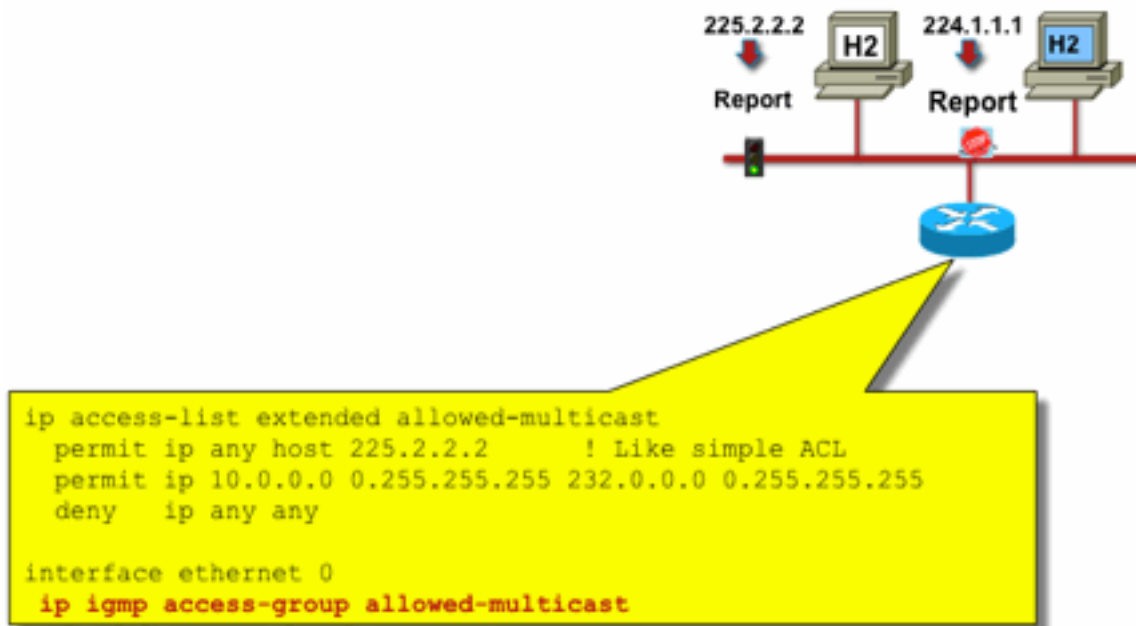 225.2.2.2
224.1.1.1
H2
H2
Report
Report
STOP
ip access-list extended allowed-multicast
permit ip any host 225.2.2.2 ! Like simple ACL
permit ip 10.0.0.0 0.255.255.255 232.0.0.0 0.255.255.255
deny ip any any
interface ethernet 0
ip igmp access-group allowed-multicast